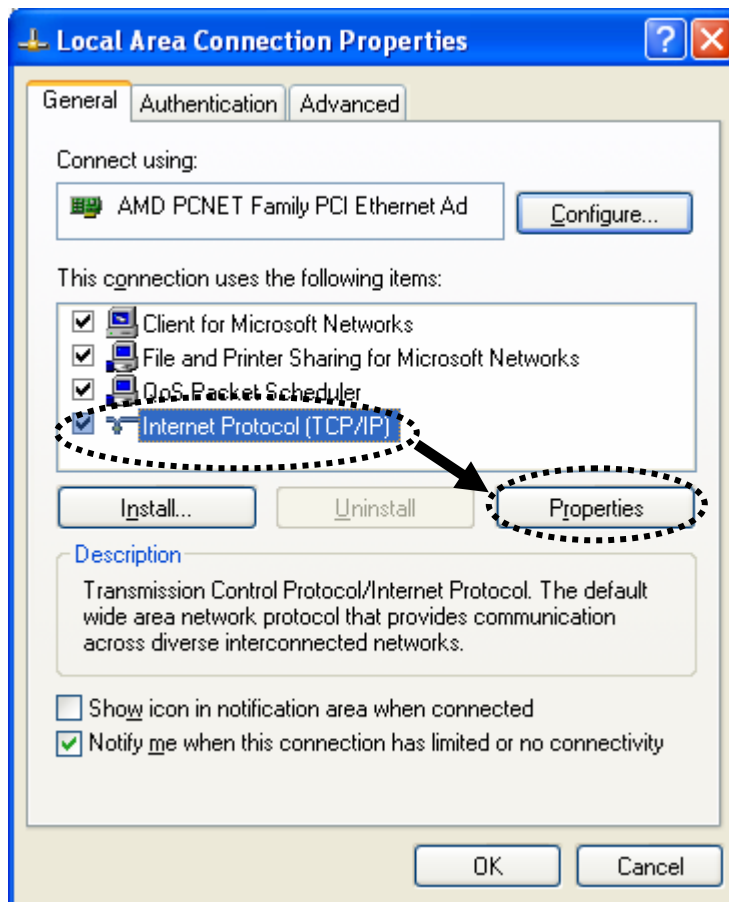 Local Area Connection Properties
General Authentication Advanced
Connect using:
AMD PCNET Family PCI Ethernet Ad
Configure...
This connection uses the following items:
Client for Microsoft Networks
File and Printer Sharing for Microsoft Networks
QoS Packet Scheduler
Internet Protocol (TCP/IP)
Install... Uninstall Properties
Description
Transmission Control Protocol/Internet Protocol. The default
wide area network protocol that provides communication
across diverse interconnected networks.
Show icon in notification area when connected
Notify me when this connection has limited or no connectivity
OK Cancel